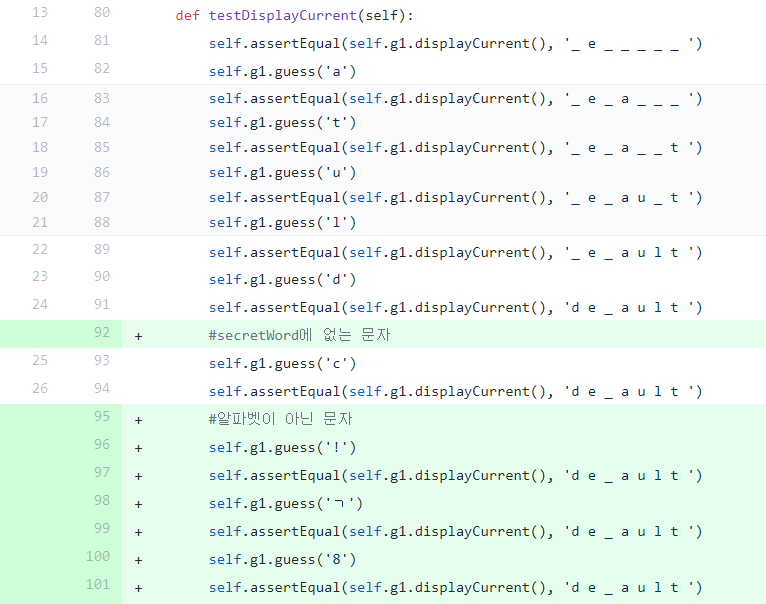 13 80 def testDisplayCurrent(self):
14 81 self.assertEqual(self.g1.displayCurrent(), '_ e _ _ _ _ _ ')
15 82 self.g1.guess('a')
16 83 self.assertEqual(self.g1.displayCurrent(), '_ e _ a _ _ _ ')
17 84 self.g1.guess('t')
18 85 self.assertEqual(self.g1.displayCurrent(), '_ e _ a _ _ t ')
19 86 self.g1.guess('u')
20 87 self.assertEqual(self.g1.displayCurrent(), '_ e _ a u _ t ')
21 88 self.g1.guess('l')
22 89 self.assertEqual(self.g1.displayCurrent(), '_ e _ a u l t ')
23 90 self.g1.guess('d')
24 91 self.assertEqual(self.g1.displayCurrent(), 'd e _ a u l t ')
92 + #secretWord에 없는 문자
25 93 self.g1.guess('c')
26 94 self.assertEqual(self.g1.displayCurrent(), 'd e _ a u l t ')
95 + #알파벳이 아닌 문자
96 + self.g1.guess('!')
97 + self.assertEqual(self.g1.displayCurrent(), 'd e _ a u l t ')
98 + self.g1.guess('ㄱ')
99 + self.assertEqual(self.g1.displayCurrent(), 'd e _ a u l t ')
100 + self.g1.guess('8')
101 + self.assertEqual(self.g1.displayCurrent(), 'd e _ a u l t ')